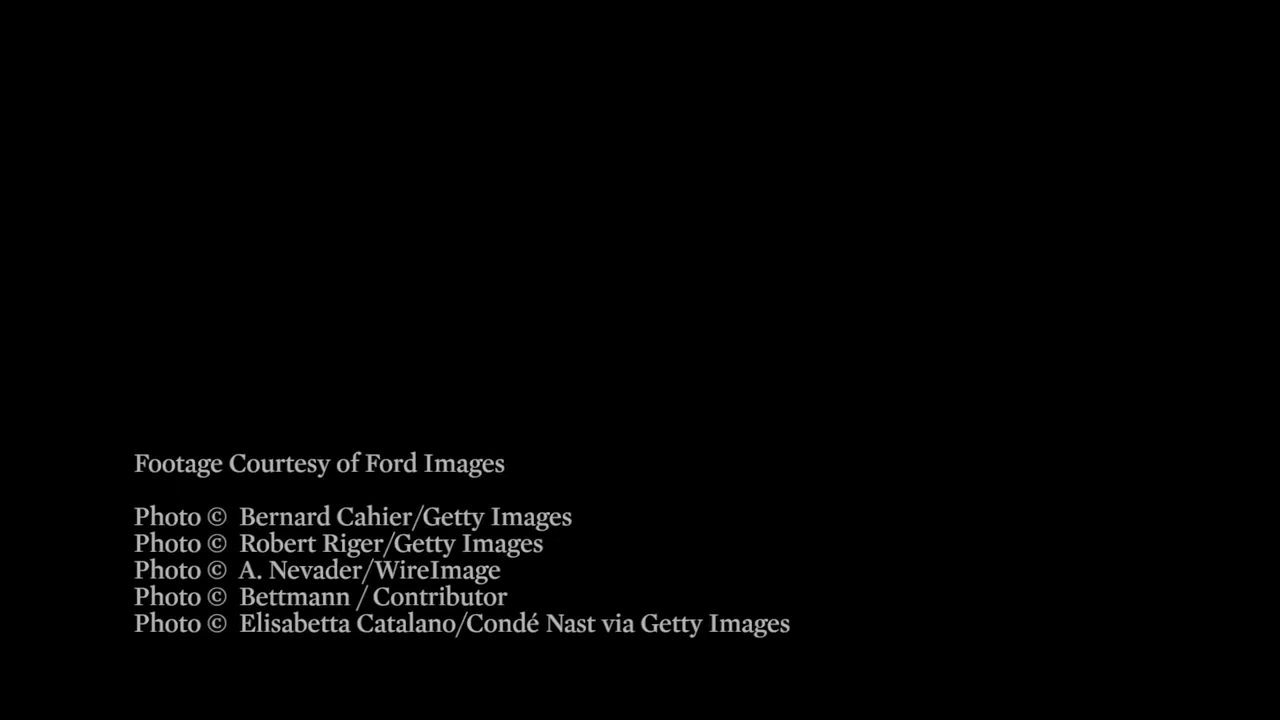 Footage Courtesy of Ford Images
Photo © Bernard Cahier/Getty Images
Photo © Robert Riger/Getty Images
Photo © A. Nevader/WireImage
Photo © Bettmann / Contributor
Photo © Elisabetta Catalano/Condé Nast via Getty Images